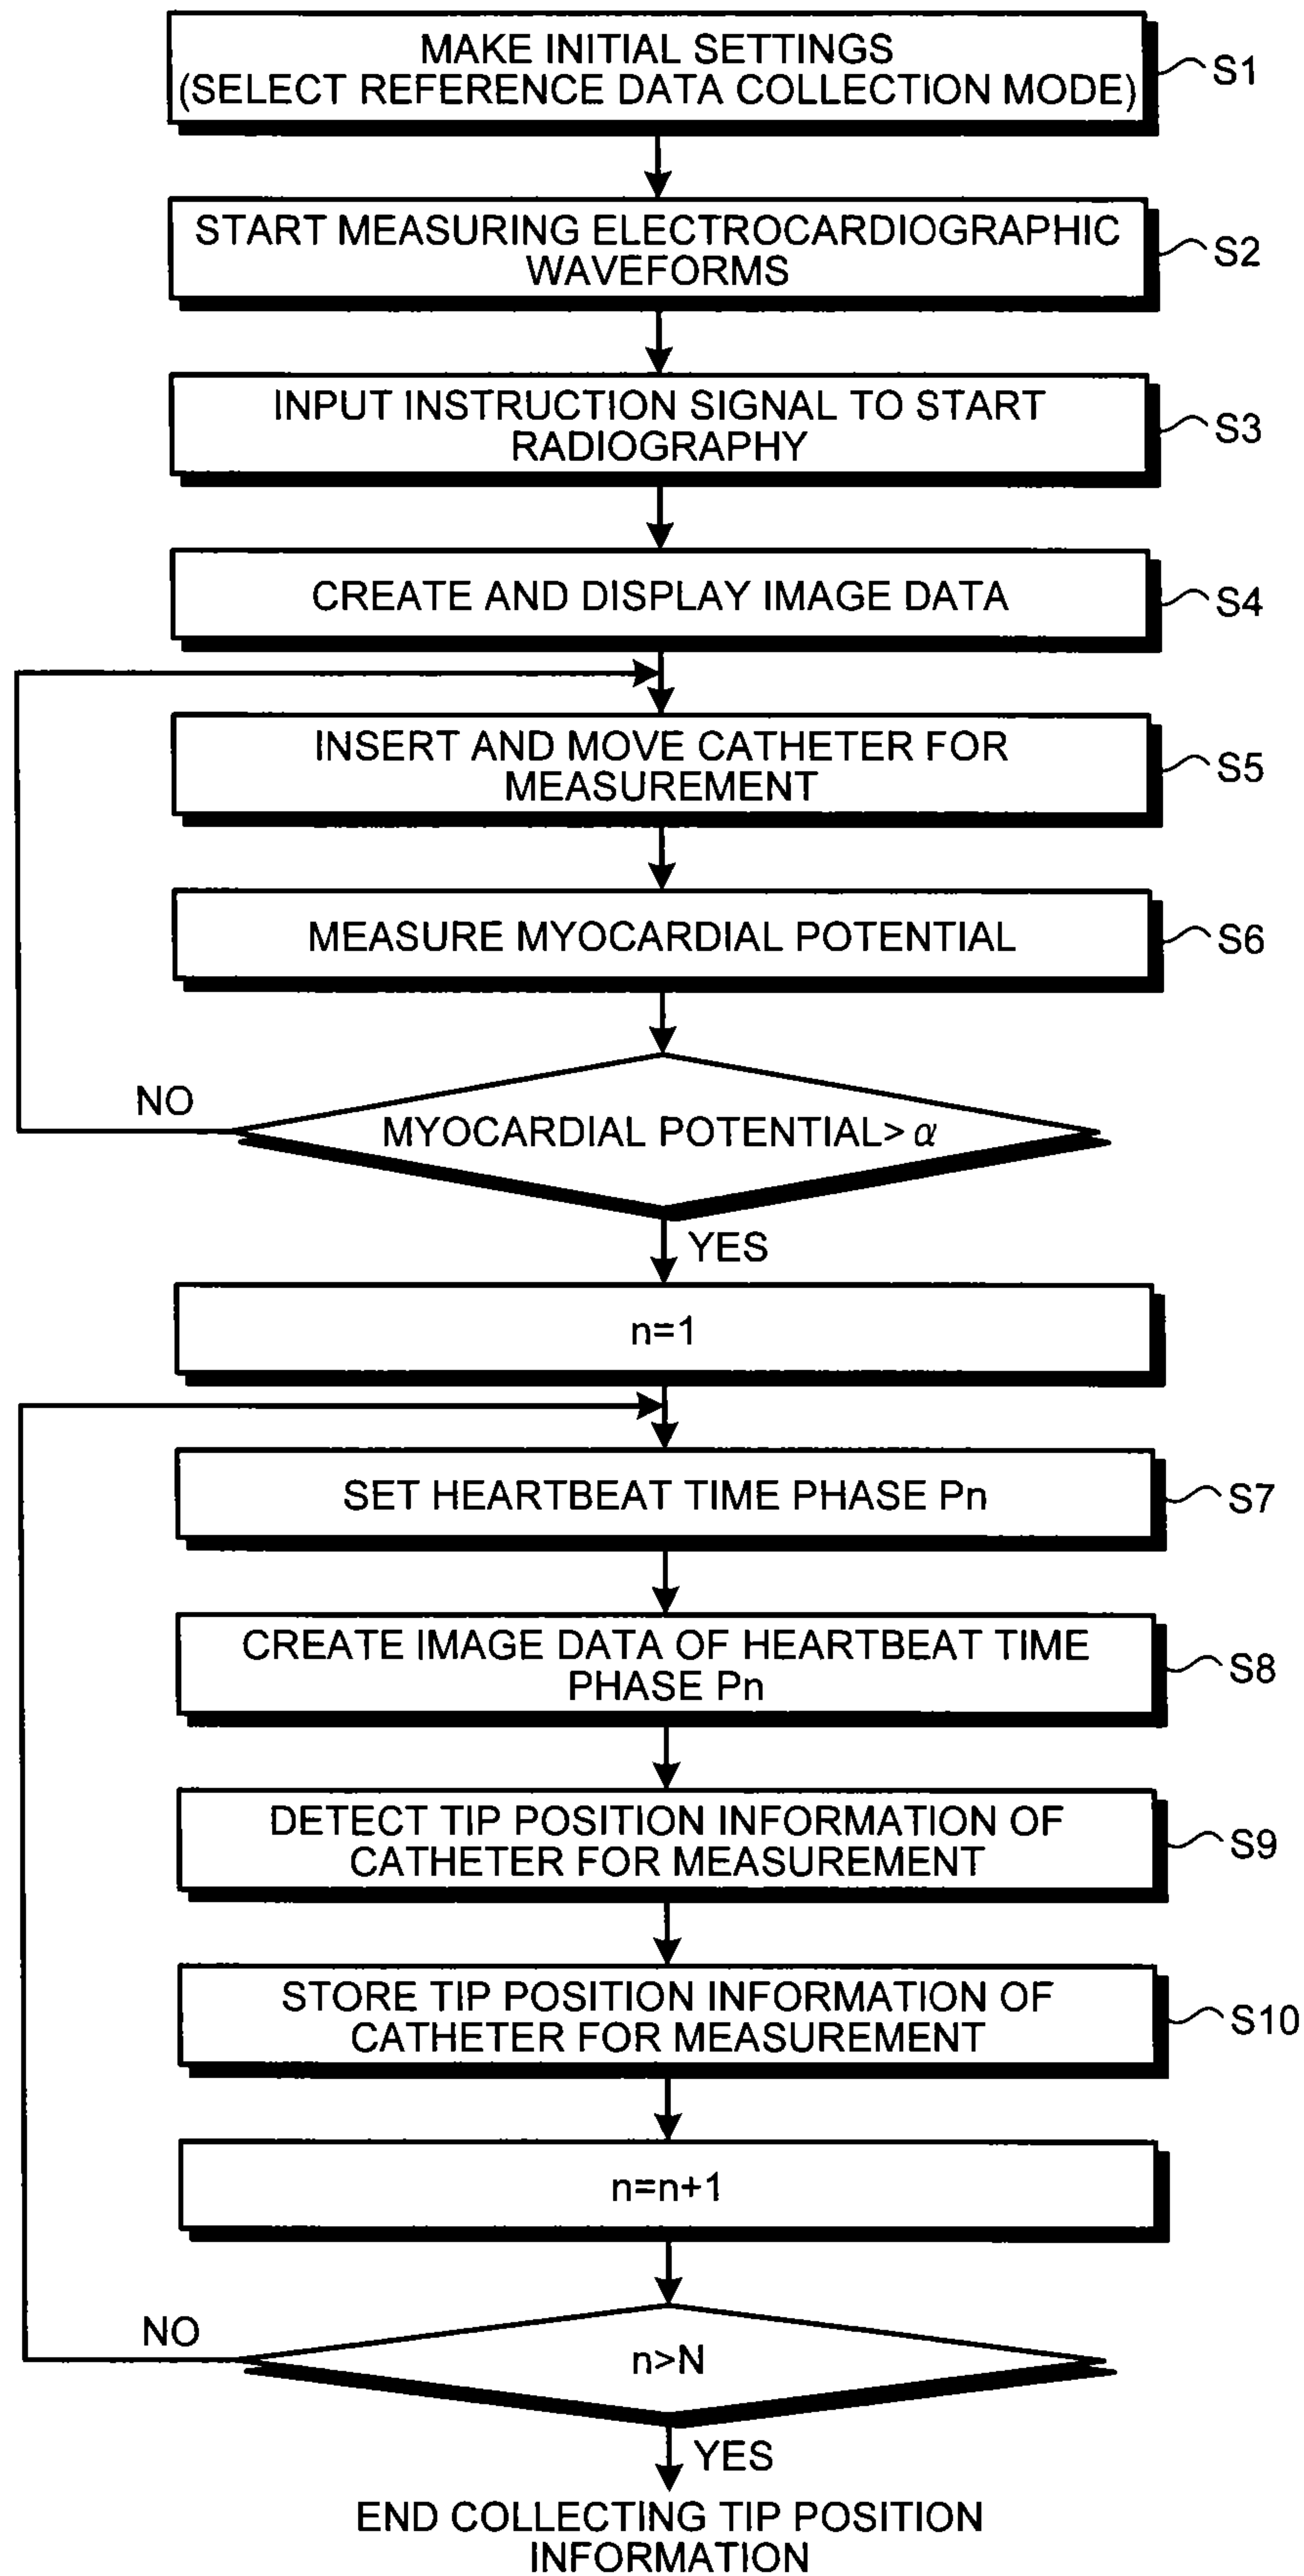 MAKE INITIAL SETTINGS
(SELECT REFERENCE DATA COLLECTION MODE)
S1
START MEASURING ELECTROCARDIOGRAPHIC
WAVEFORMS
S2
INPUT INSTRUCTION SIGNAL TO START
RADIOGRAPHY
S3
CREATE AND DISPLAY IMAGE DATA
S4
INSERT AND MOVE CATHETER FOR
MEASUREMENT
S5
MEASURE MYOCARDIAL POTENTIAL
S6
NO
MYOCARDIAL POTENTIAL> α
YES
n=1
SET HEARTBEAT TIME PHASE Pn
S7
CREATE IMAGE DATA OF HEARTBEAT TIME
PHASE Pn
S8
DETECT TIP POSITION INFORMATION OF
CATHETER FOR MEASUREMENT
S9
STORE TIP POSITION INFORMATION OF
CATHETER FOR MEASUREMENT
S10
n=n+1
NO
n>N
YES
END COLLECTING TIP POSITION
INFORMATION